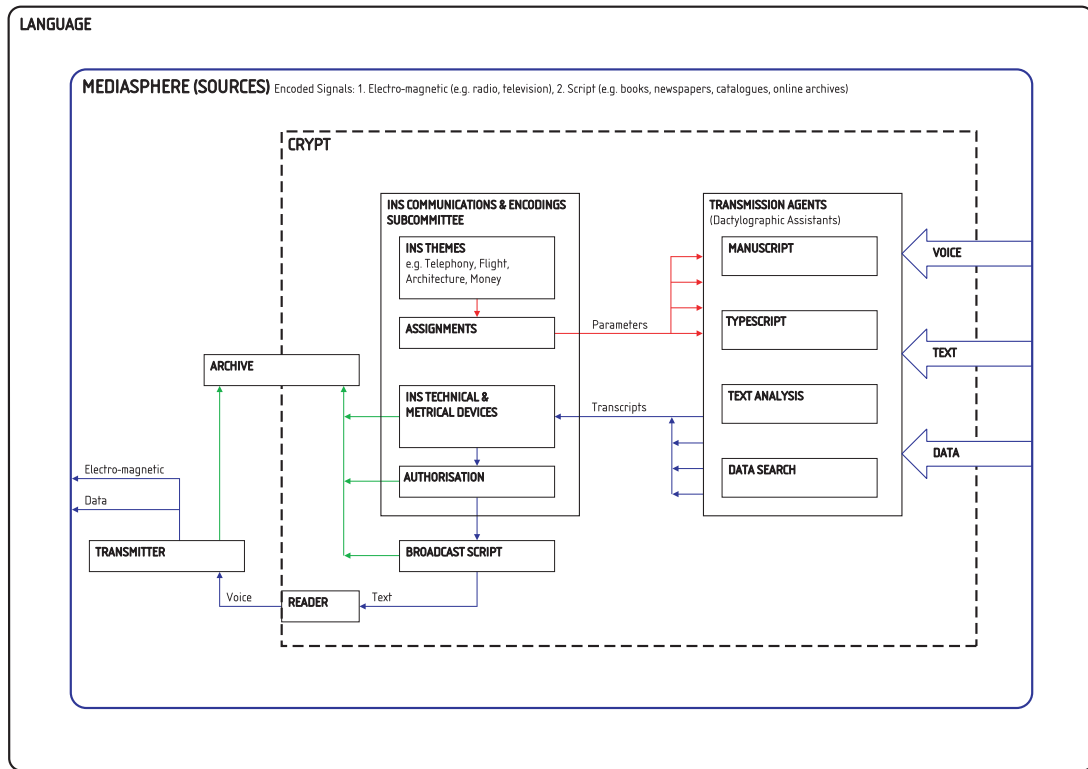 LANGUAGE
MEDIASPHERE (SOURCES) Encoded Signals: 1. Electro-magnetic (e.g. radio, television), 2. Script (e.g. books, newspapers, catalogues, online archives)
CRYPT
INS COMMUNICATIONS & ENCODINGS
SUBCOMMITTEE
INS THEMES
e.g. Telephony, Flight,
Architecture, Money
ASSIGNMENTS
Parameters
TRANSMISSION AGENTS
(Dactylographic Assistants)
MANUSCRIPT
TYPESCRIPT
TEXT ANALYSIS
DATA SEARCH
VOICE
TEXT
DATA
ARCHIVE
INS TECHNICAL &
METRICAL DEVICES
Transcripts
AUTHORISATION
Electro-magnetic
Data
TRANSMITTER
BROADCAST SCRIPT
Voice
READER
Text